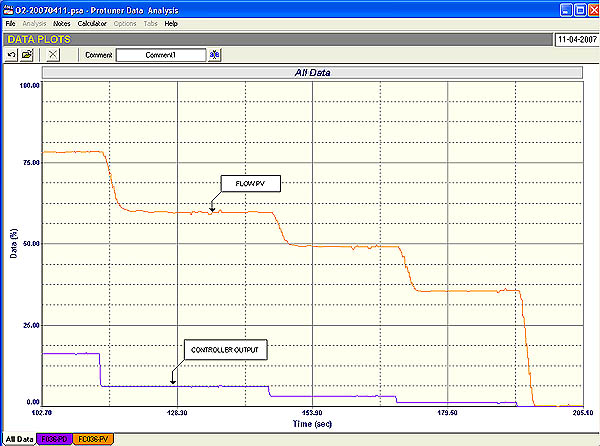 O2-20070411.psa - Protuner Data Analysis
File Analysis Notes Calculator Options Tabs Help
DATA PLOTS
11-04-2007
Comment Comment1
All Data
100.00
75.00
FLOW PV
50.00
Data (%)
25.00
CONTROLLER OUTPUT
0.00
102.70 128.30 153.90 179.50 205.10
Time (sec)
All Data FC036-PV